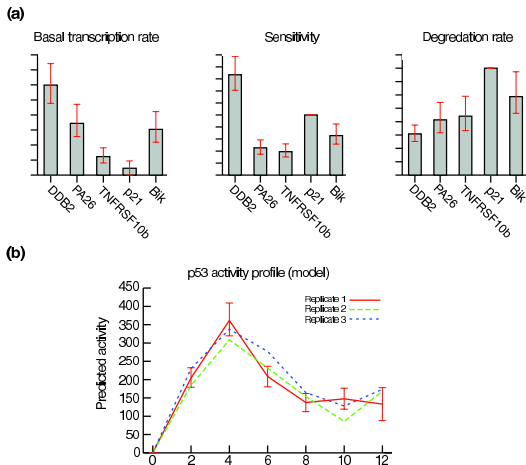 (a)
Basal transcription rate
Sensitivity
Degredation rate
DDB2
PA26
TNFRSF10b
p21
Bik
DDB2
PA26
TNFRSF10b
p21
Bik
DDB2
PA26
TNFRSF10b
p21
Bik
(b)
p53 activity profile (model)
Predicted activity
450
400
350
300
250
200
150
100
50
0
Replicate 1
Replicate 2
Replicate 3
0 2 4 6 8 10 12